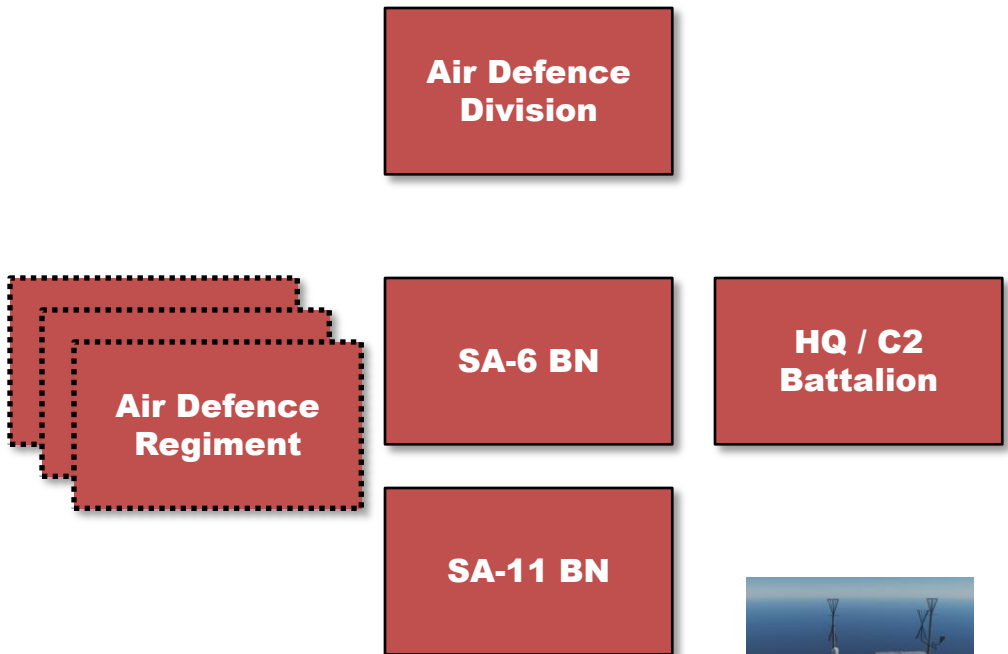 Air Defence
Division
Air Defence
Regiment
SA-6 BN
HQ / C2
Battalion
SA-11 BN